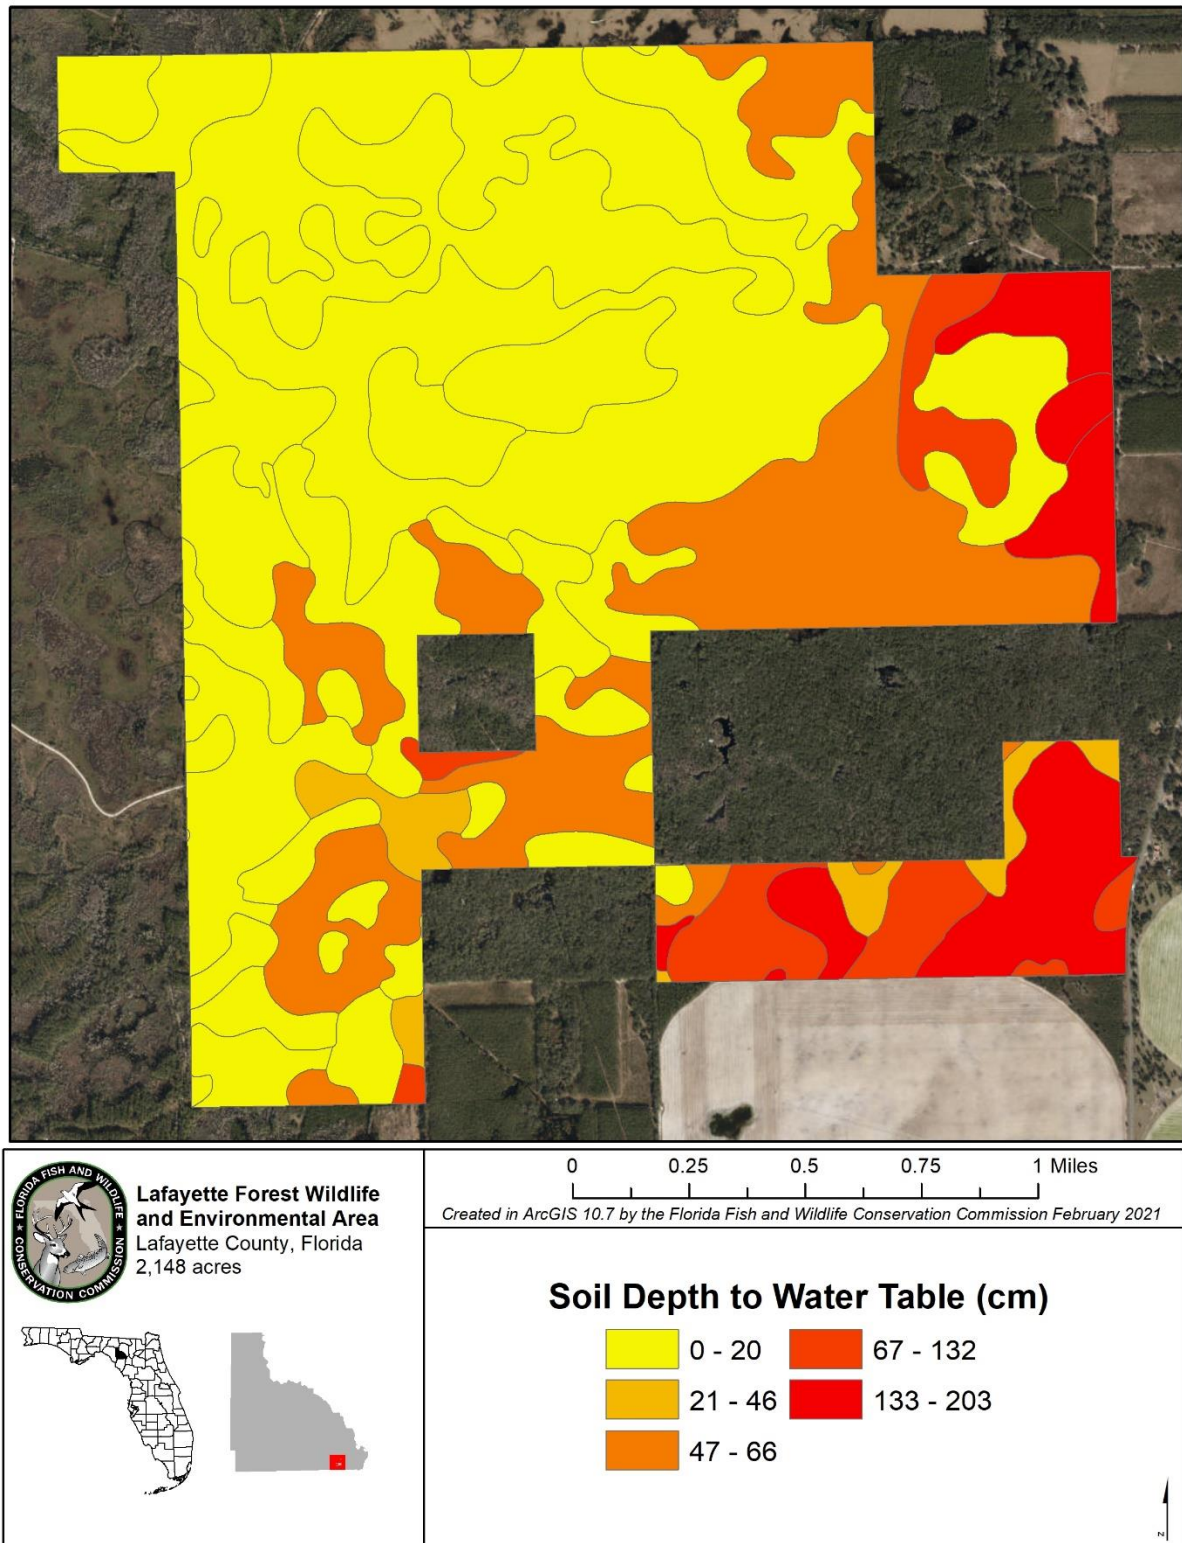 FLORIDA FISH AND WILDLIFE
CONSERVATION COMMISSION
Lafayette Forest Wildlife
and Environmental Area
Lafayette County, Florida
2,148 acres
0 0.25 0.5 0.75 1 Miles
Created in ArcGIS 10.7 by the Florida Fish and Wildlife Conservation Commission February 2021
Soil Depth to Water Table (cm)
0 - 20 67 - 132
21 - 46 133 - 203
47 - 66
N